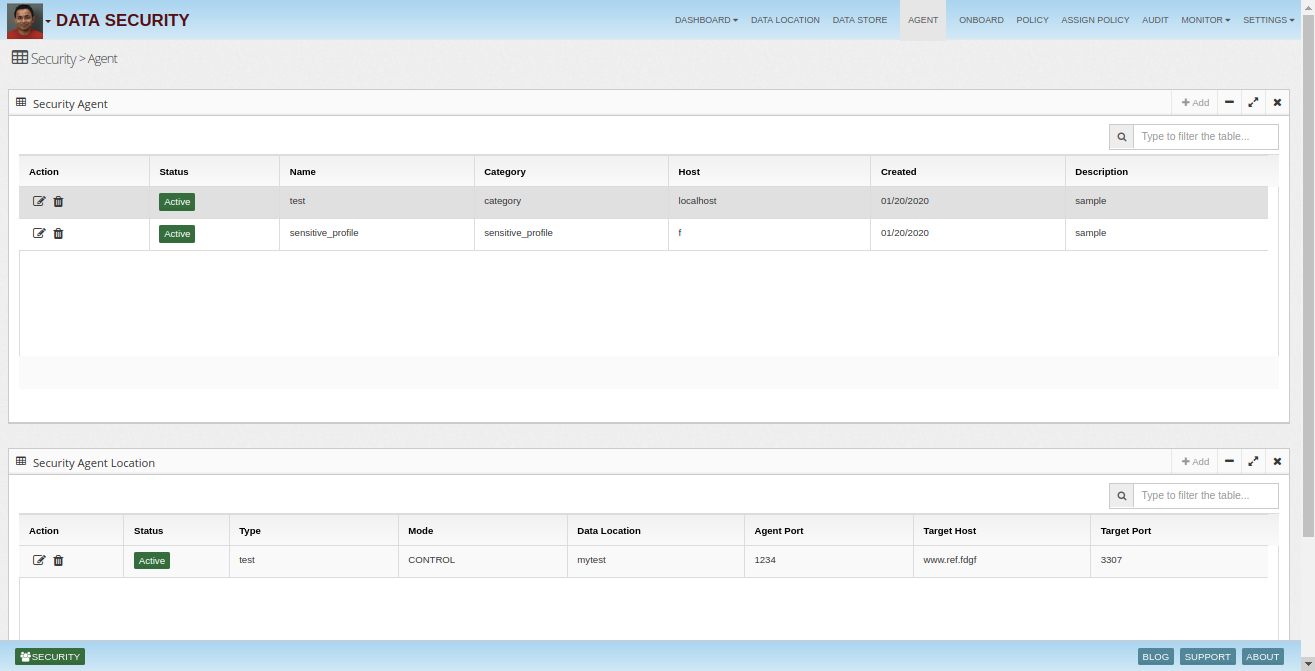 DATA SECURITY DASHBOARD DATA LOCATION DATA STORE AGENT ONBOARD POLICY ASSIGN POLICY AUDIT MONITOR SETTINGS
Security > Agent
Security Agent + Add
Type to filter the table...
Action Status Name Category Host Created Description
Active test category localhost 01/20/2020 sample
Active sensitive_profile sensitive_profile f 01/20/2020 sample
Security Agent Location + Add
Type to filter the table...
Action Status Type Mode Data Location Agent Port Target Host Target Port
Active test CONTROL mytest 1234 www.ref.fdgf 3307
SECURITY BLOG SUPPORT ABOUT